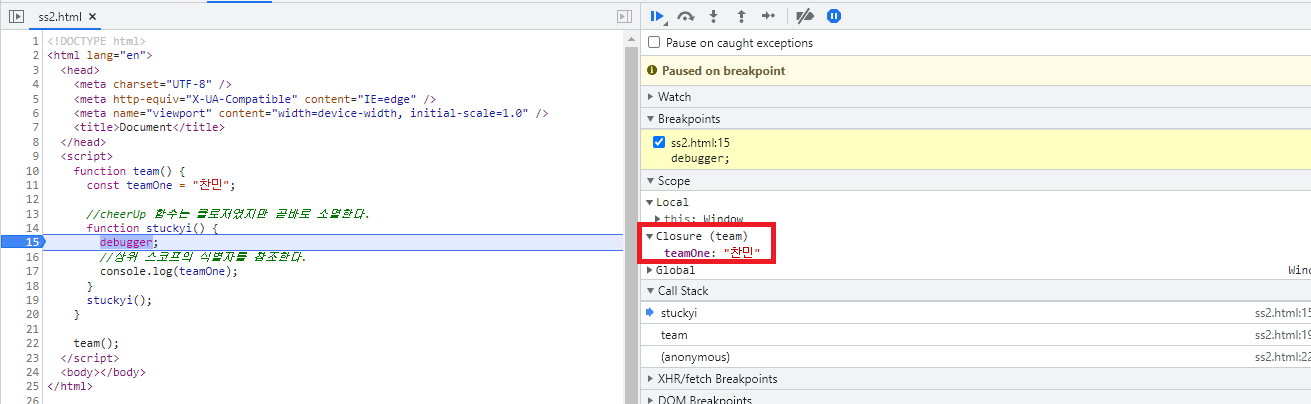 ss2.html ×
1 <!DOCTYPE html>
2 <html lang="en">
3 <head>
4 <meta charset="UTF-8" />
5 <meta http-equiv="X-UA-Compatible" content="IE=edge" />
6 <meta name="viewport" content="width=device-width, initial-scale=1.0" />
7 <title>Document</title>
8 </head>
9 <script>
10 function team() {
11 const teamOne = "찬민";
12
13 //cheerUp 함수는 클로저였지만 곧바로 소멸한다.
14 function stuckyi() {
15 debugger;
16 //상위 스코프의 식별자를 참조한다.
17 console.log(teamOne);
18 }
19 stuckyi();
20 }
21
22 team();
23 </script>
24 <body></body>
25 </html>
26
Pause on caught exceptions
Paused on breakpoint
Watch
Breakpoints
ss2.html:15
debugger;
Scope
Local
this: Window
Closure (team)
teamOne: "찬민"
Global Wind
Call Stack
stuckyi ss2.html:15
team ss2.html:19
(anonymous) ss2.html:22
XHR/fetch Breakpoints
DOM Breakpoints